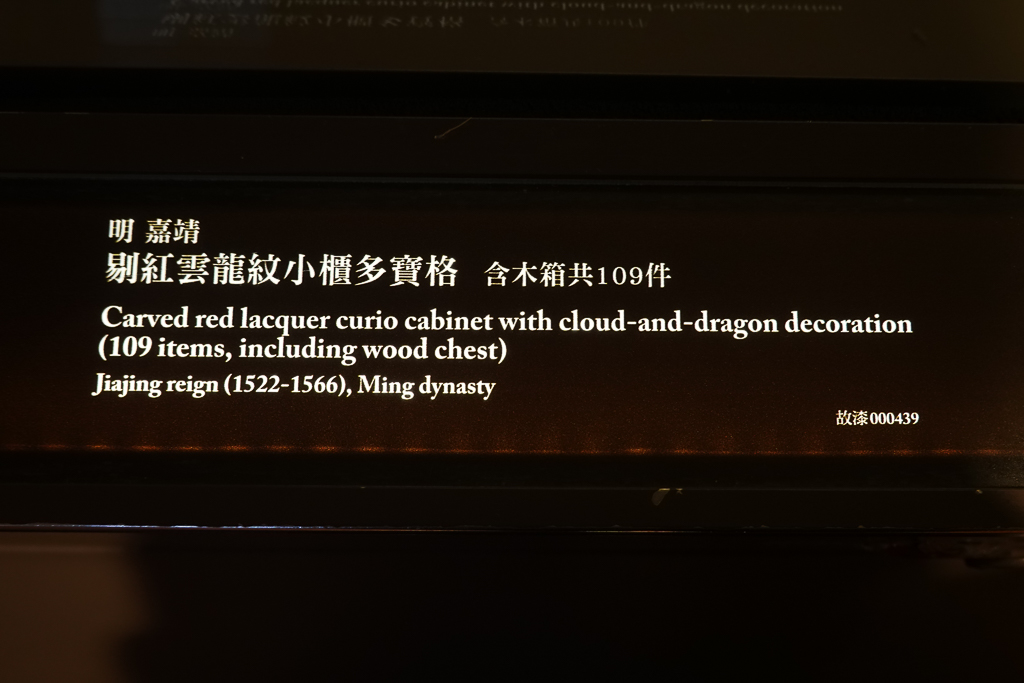 明 嘉靖
剔紅雲龍紋小櫃多寶格 含木箱共109件
Carved red lacquer curio cabinet with cloud-and-dragon decoration
(109 items, including wood chest)
Jiajing reign (1522-1566), Ming dynasty
故漆000439